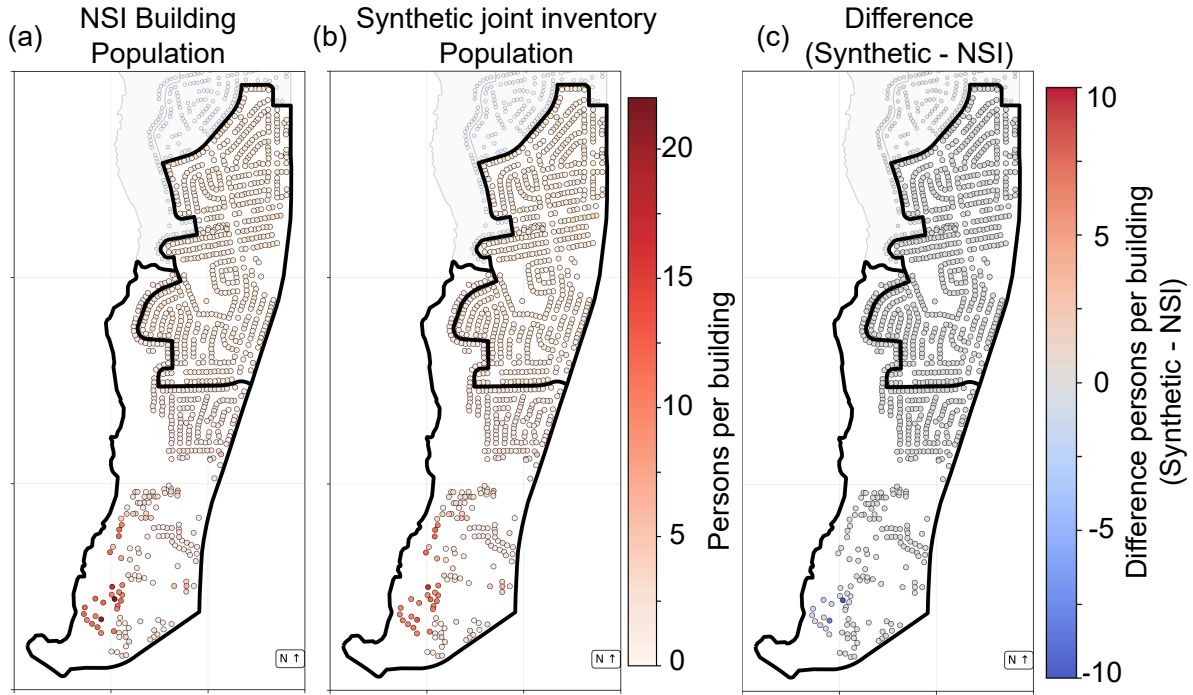 (a)
NSI Building
Population
(b)
Synthetic joint inventory
Population
(c)
Difference
(Synthetic - NSI)
20
15
10
5
0
Persons per building
10
5
0
-5
-10
Difference persons per building
(Synthetic - NSI)
N ↑
N ↑
N ↑